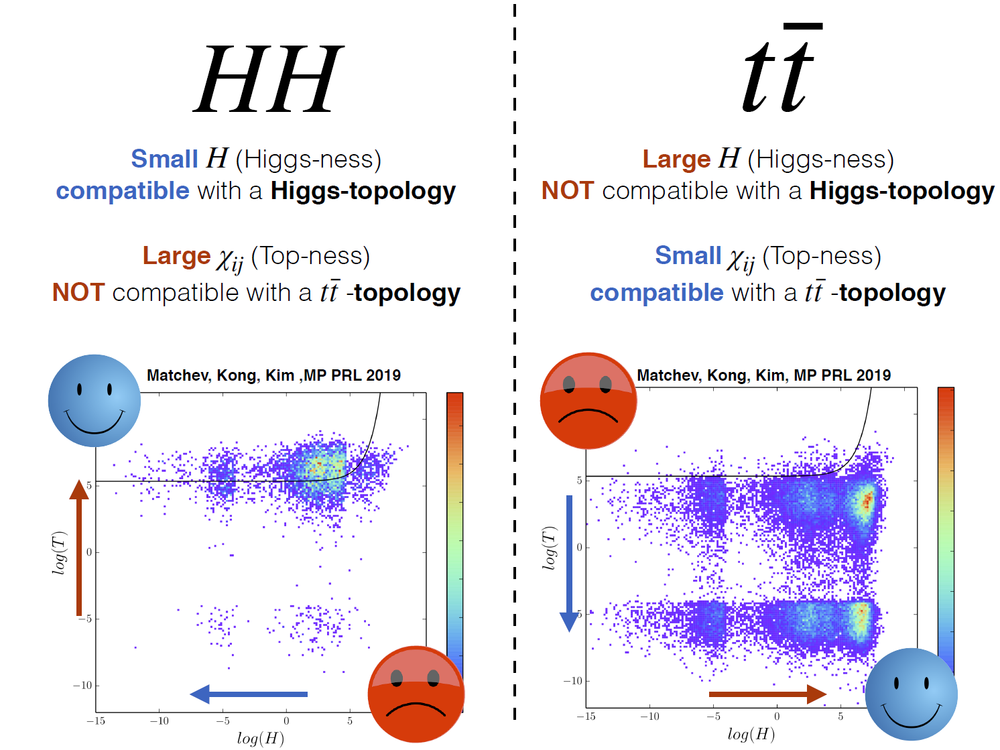 HH
Small H (Higgs-ness)
compatible with a Higgs-topology
Large χij (Top-ness)
NOT compatible with a tt̄ -topology
Matchev, Kong, Kim ,MP PRL 2019
5
0
−5
−10
log(T)
−15
−10
−5
0
5
log(H)
tt̄
Large H (Higgs-ness)
NOT compatible with a Higgs-topology
Small χij (Top-ness)
compatible with a tt̄ -topology
Matchev, Kong, Kim, MP PRL 2019
5
0
5
−10
log(T)
−15
−10
−5
0
5
log(H)